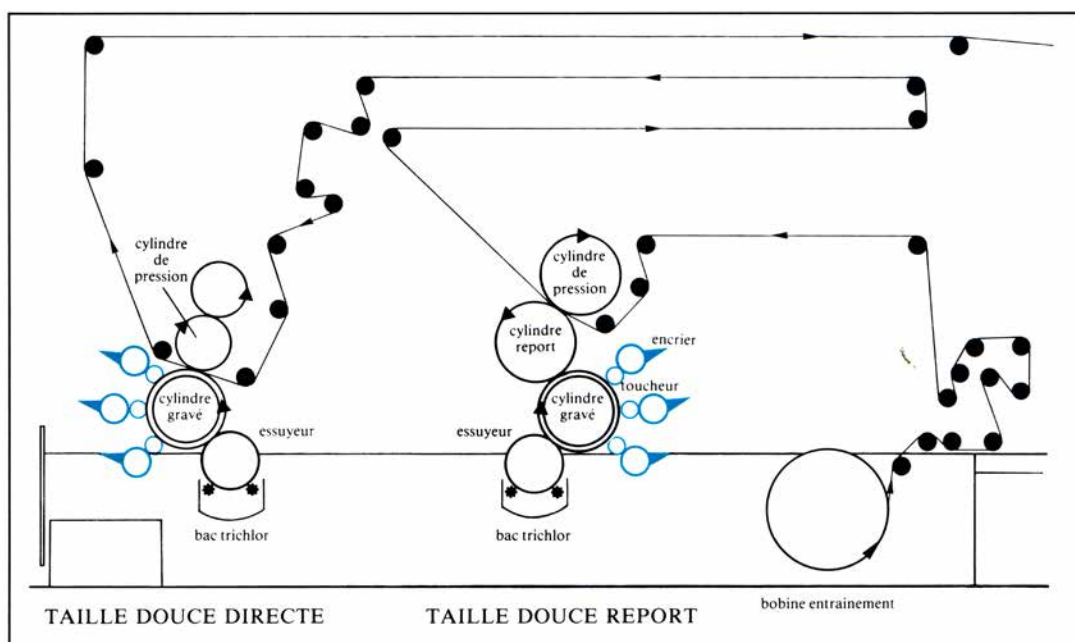 cylindre
de
pression
cylindre
de
pression
cylindre
report
encrier
toucheur
cylindre
gravé
cylindre
gravé
essuyeur
essuyeur
bac trichlor
bac trichlor
bobine entrainement
TAILLE DOUCE DIRECTE
TAILLE DOUCE REPORT